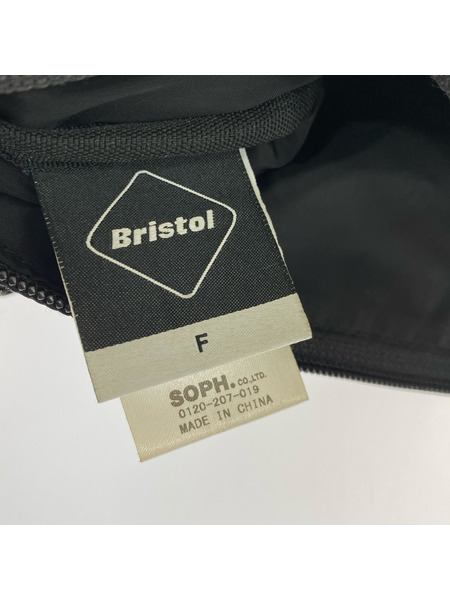 Bristol
F
SOPH.CO.,LTD.
0120-207-019
MADE IN CHINA